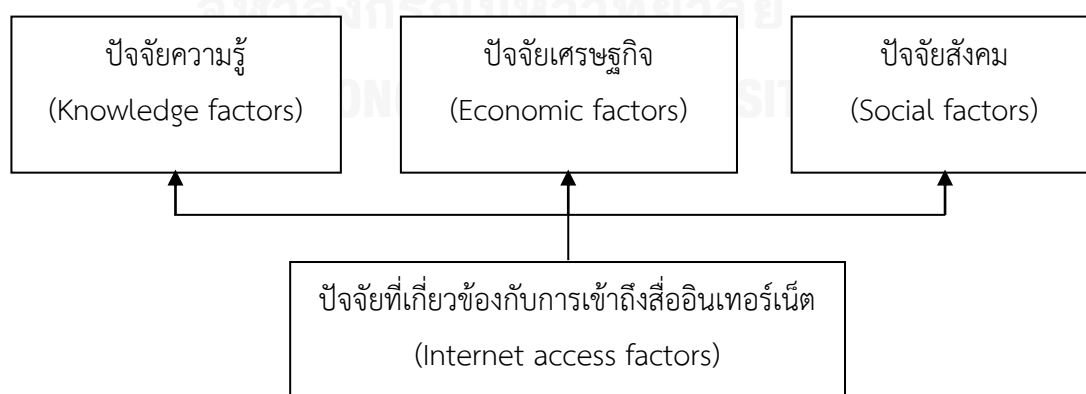 ปัจจัยความรู้
(Knowledge factors)
ปัจจัยเศรษฐกิจ
(Economic factors)
ปัจจัยสังคม
(Social factors)
ปัจจัยที่เกี่ยวข้องกับการเข้าถึงสื่ออินเทอร์เน็ต
(Internet access factors)